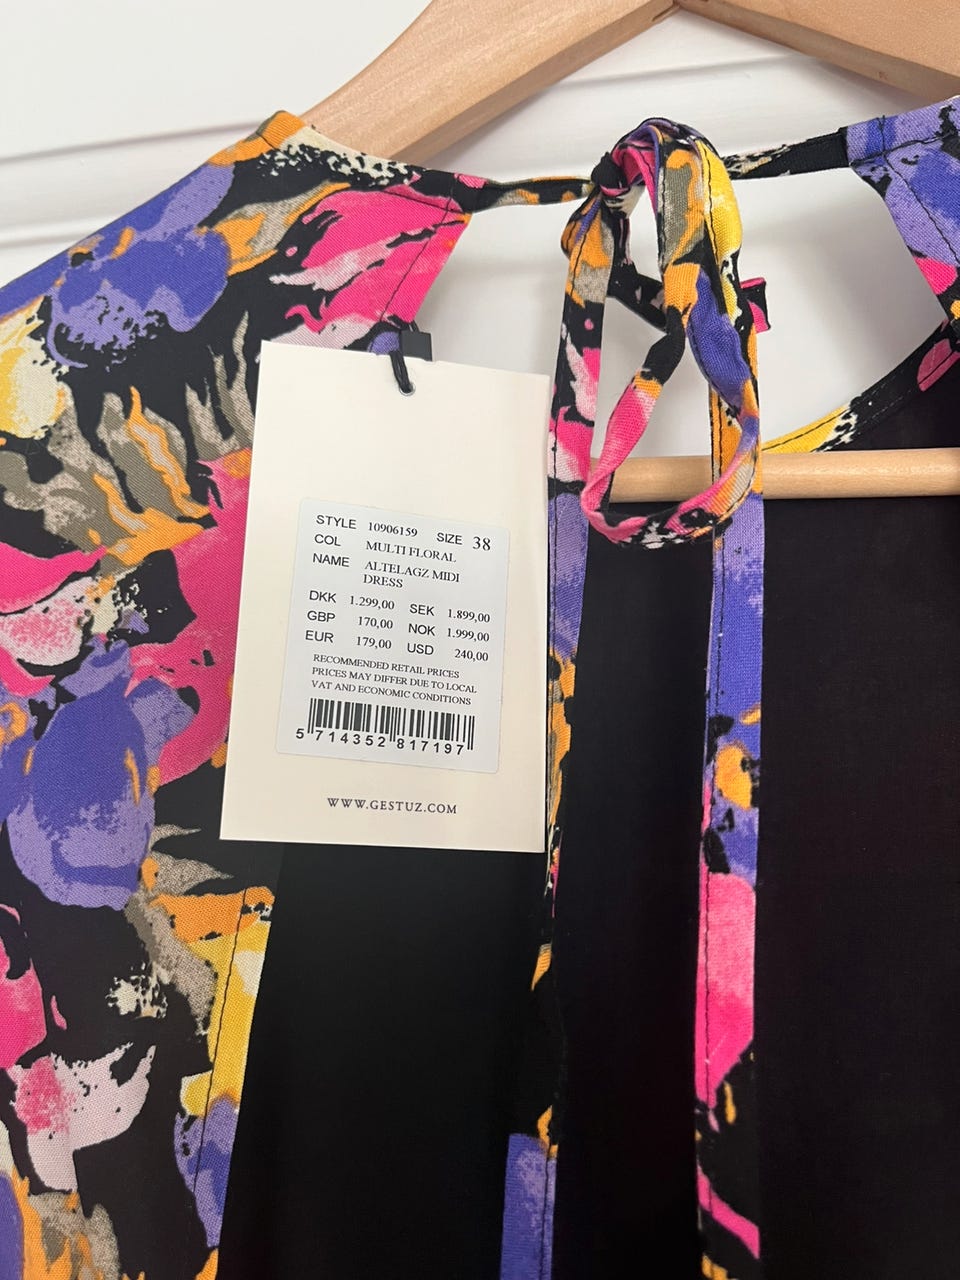 STYLE 10906159 SIZE 38
COL MULTI FLORAL
NAME ALTELAGZ MIDI
DRESS
DKK 1.299,00 SEK 1.899,00
GBP 170,00 NOK 1.999,00
EUR 179,00 USD 240,00
RECOMMENDED RETAIL PRICES
PRICES MAY DIFFER DUE TO LOCAL
VAT AND ECONOMIC CONDITIONS
5 714352 817197
WWW.GESTUZ.COM